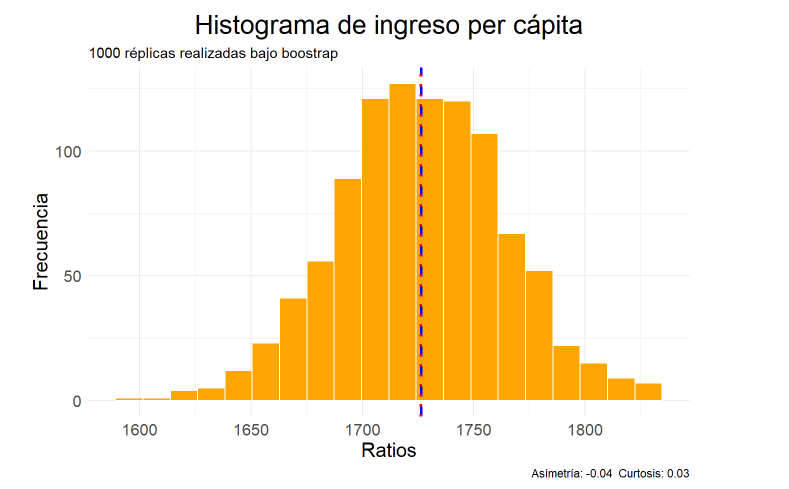 Histograma de ingreso per cápita
1000 réplicas realizadas bajo boostrap
100
50
0
Frecuencia
1600 1650 1700 1750 1800
Ratios
Asímetría: -0.04 Curtosis: 0.03